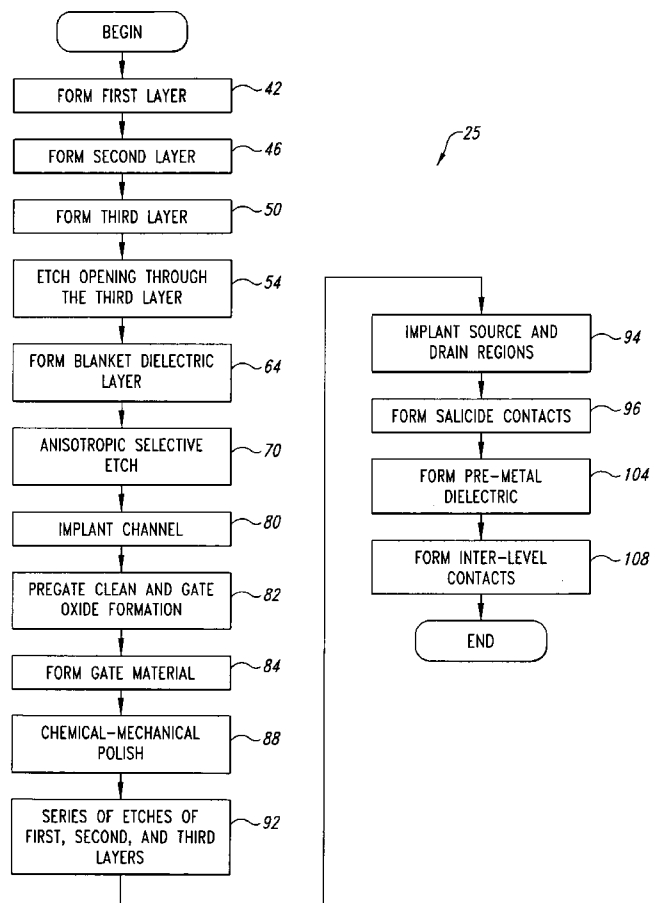 BEGIN
FORM FIRST LAYER
42
FORM SECOND LAYER
46
FORM THIRD LAYER
50
ETCH OPENING THROUGH
THE THIRD LAYER
54
FORM BLANKET DIELECTRIC
LAYER
64
ANISOTROPIC SELECTIVE
ETCH
70
IMPLANT CHANNEL
80
PREGATE CLEAN AND GATE
OXIDE FORMATION
82
FORM GATE MATERIAL
84
CHEMICAL-MECHANICAL
POLISH
88
SERIES OF ETCHES OF
FIRST, SECOND, AND THIRD
LAYERS
92
25
IMPLANT SOURCE AND
DRAIN REGIONS
94
FORM SALICIDE CONTACTS
96
FORM PRE-METAL
DIELECTRIC
104
FORM INTER-LEVEL
CONTACTS
108
END